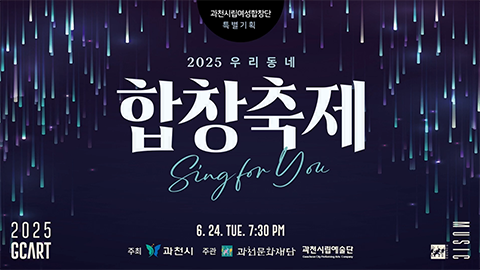 과천시립여성합창단
특별기획
2025 우리동네
합창축제
Sing for You
6. 24. TUE. 7:30 PM
주최 과천시 주관 과천문화재단 과천시립예술단
2025
GCART
MUSIC